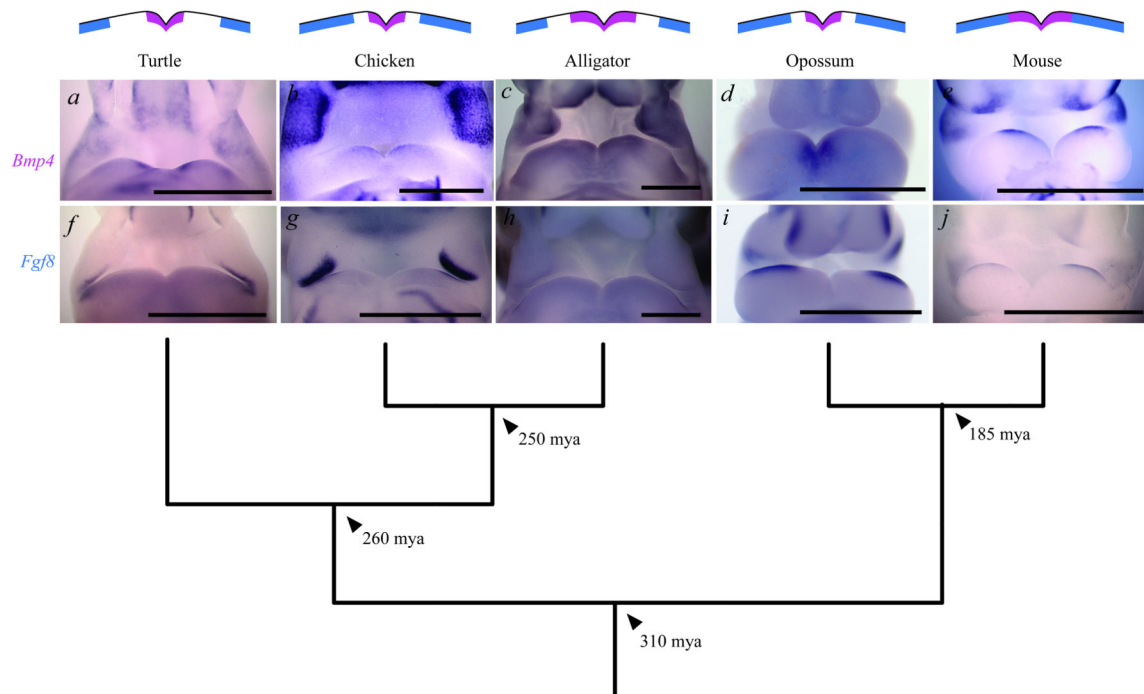 Turtle Chicken Alligator Opossum Mouse
a b c d e
Bmp4
f g h i j
Fgf8
250 mya 185 mya
260 mya
310 mya